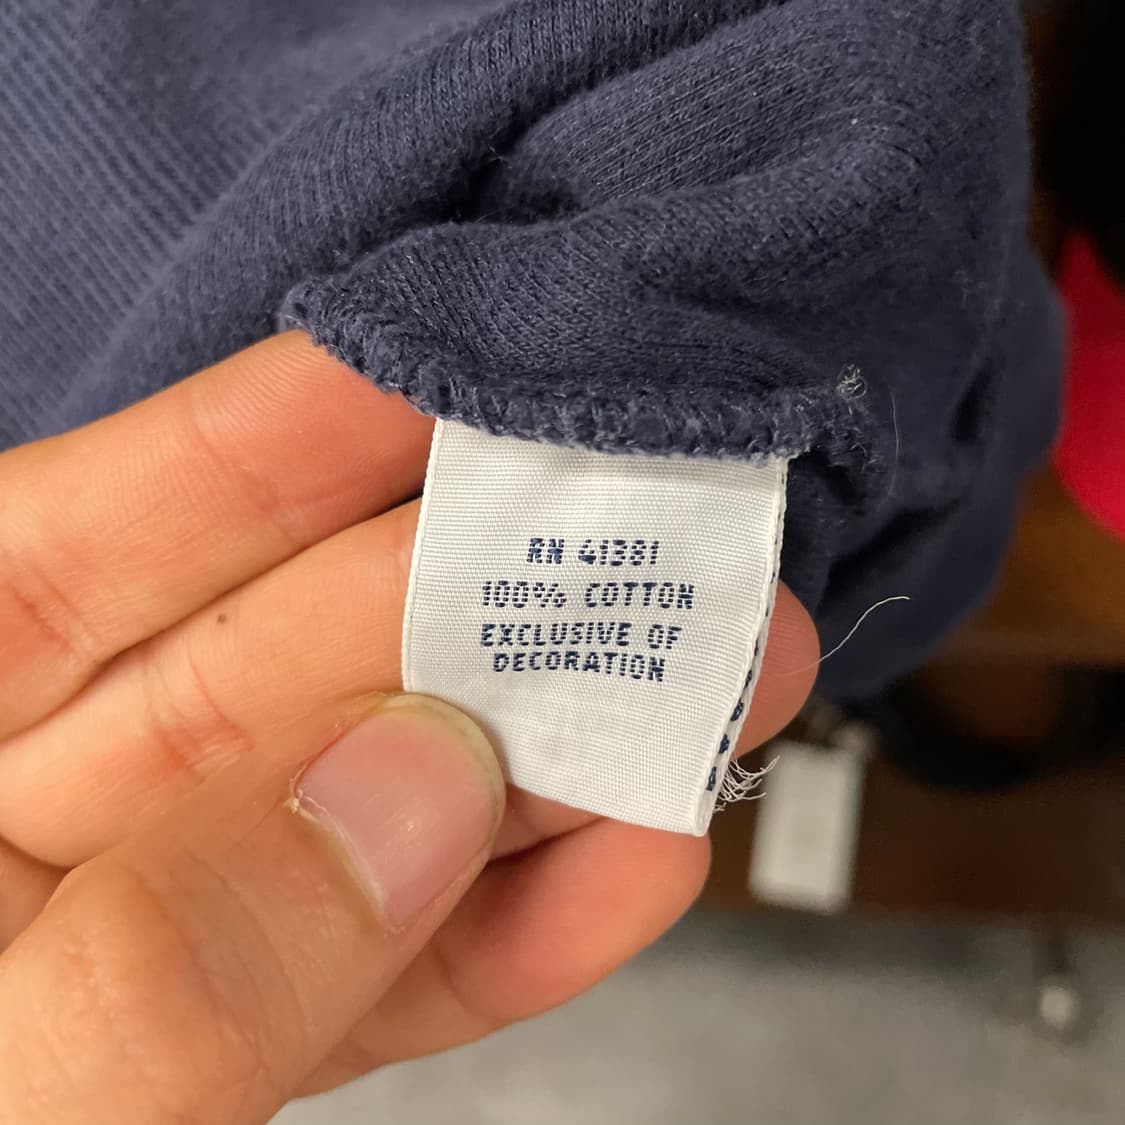 RN 41381
100% COTTON
EXCLUSIVE OF
DECORATION